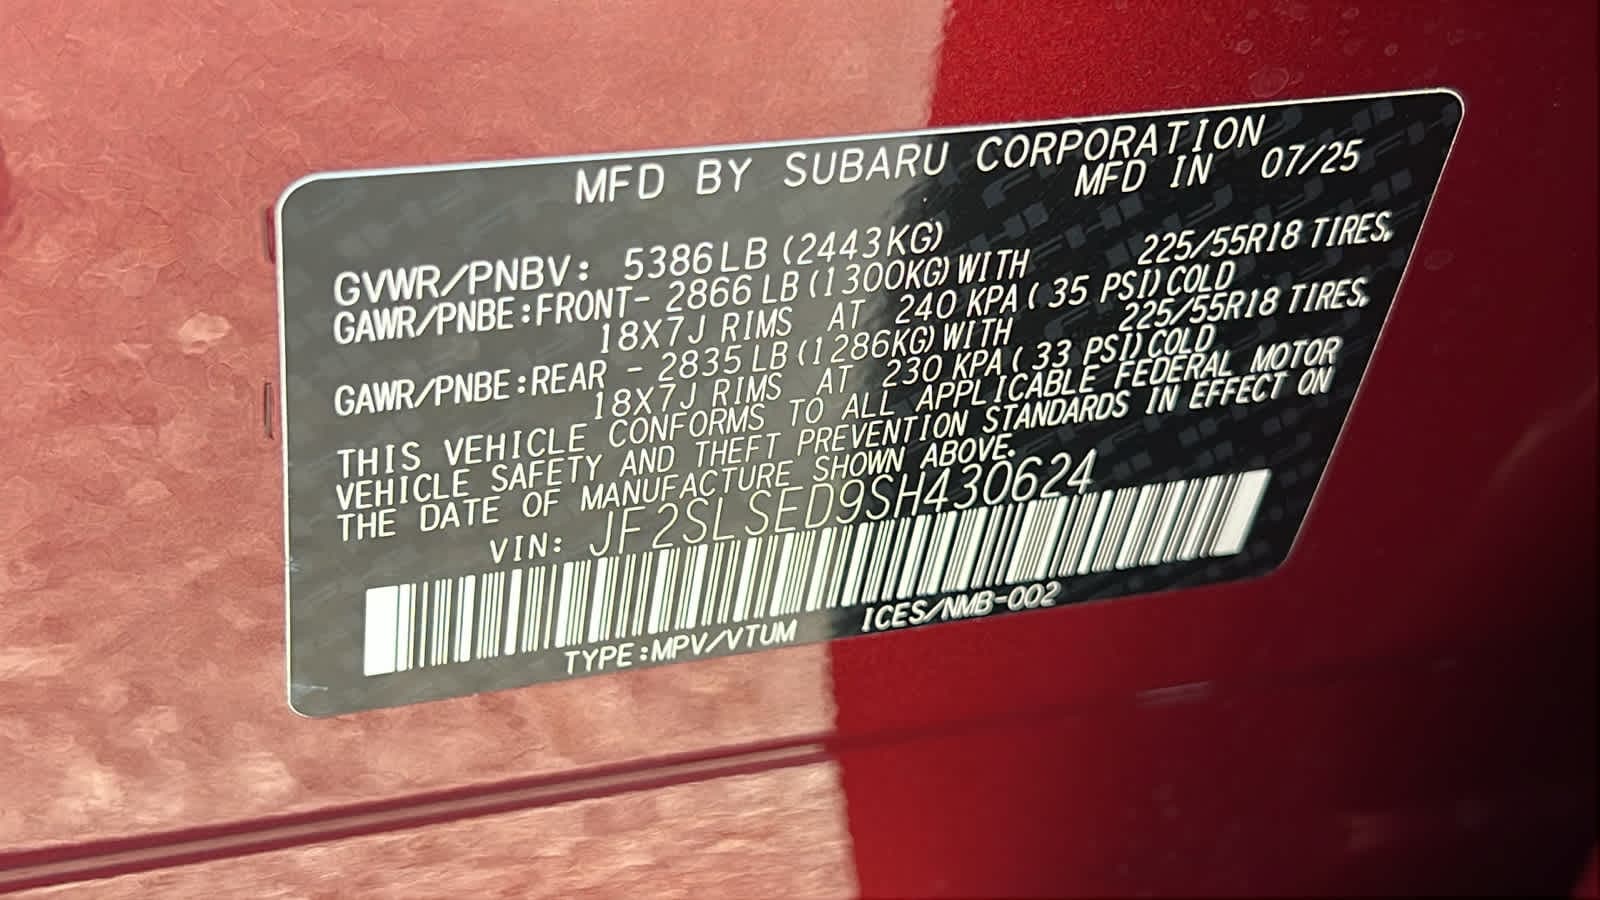 MFD BY SUBARU CORPORATION
MFD IN 07/25
GVWR/PNBV: 5386LB (2443KG)
GAWR/PNBE:FRONT- 2866 LB (1300KG) WITH 225/55R18 TIRES,
18X7J RIMS AT 240 KPA ( 35 PSI) COLD
GAWR/PNBE:REAR - 2835 LB (1286KG) WITH 225/55R18 TIRES,
18X7J RIMS AT 230 KPA ( 33 PSI) COLD
THIS VEHICLE CONFORMS TO ALL APPLICABLE FEDERAL MOTOR
VEHICLE SAFETY AND THEFT PREVENTION STANDARDS IN EFFECT ON
THE DATE OF MANUFACTURE SHOWN ABOVE.
VIN: JF2SLSED9SH430624
TYPE:MPV/VTUM ICES/NMB-002